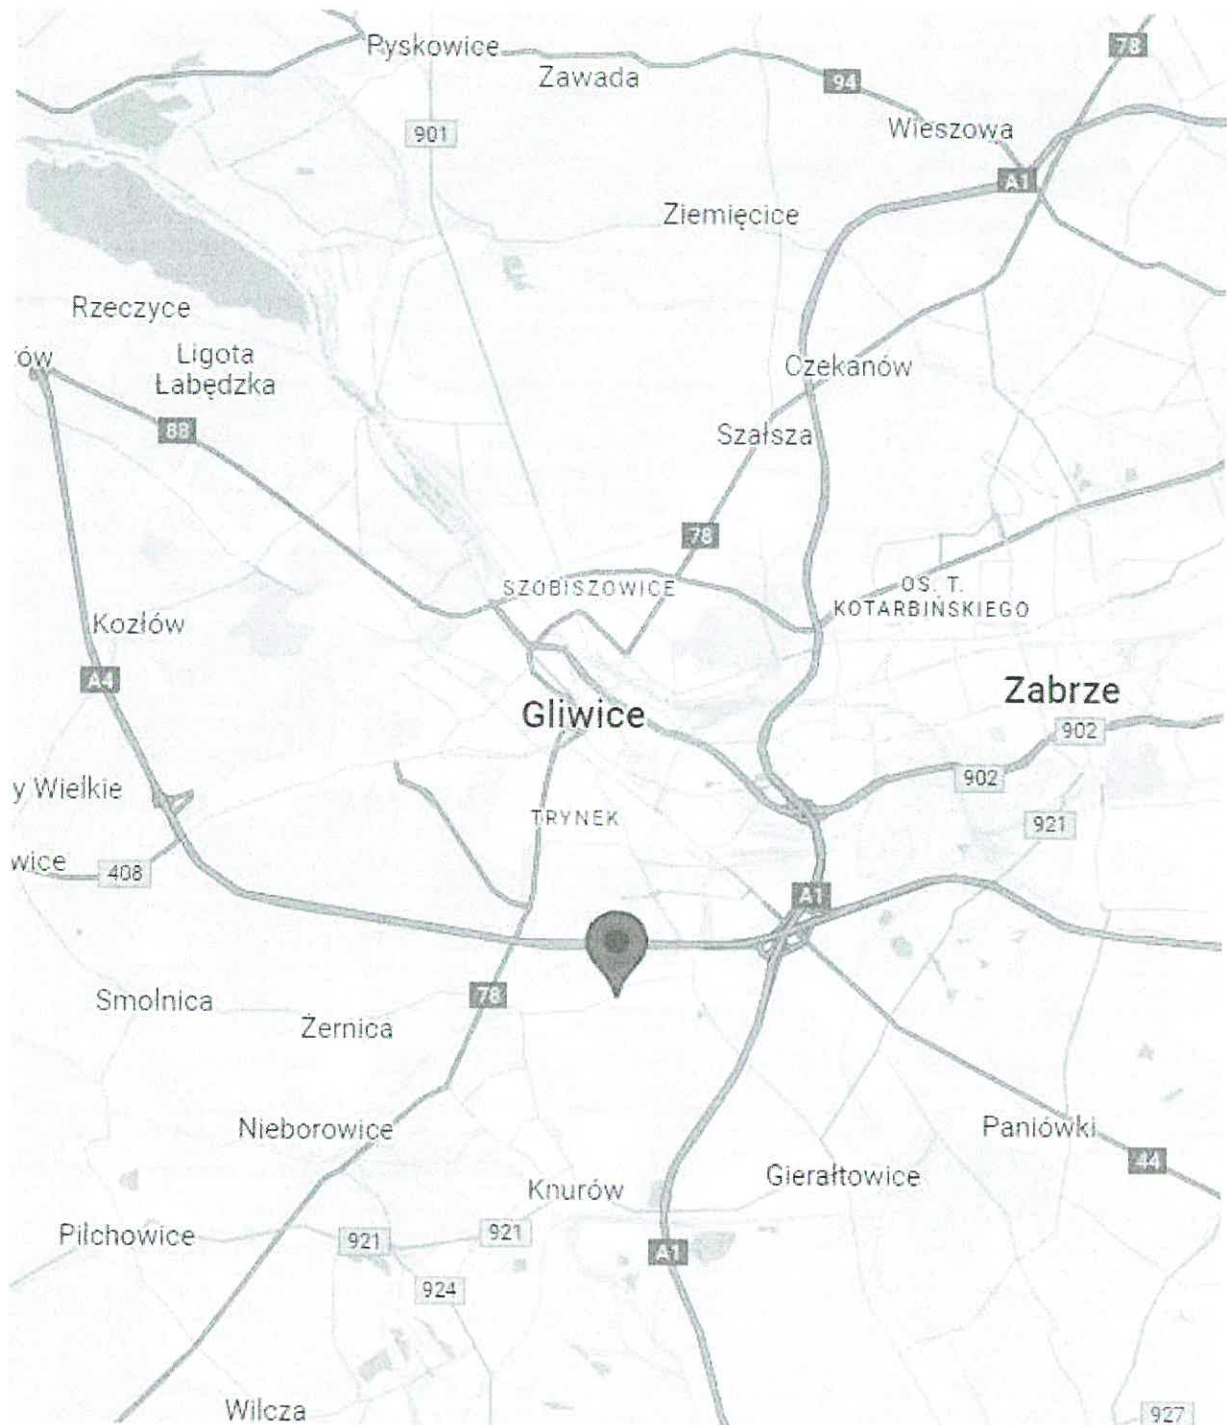 78
Pyskowice
Zawada
94
901
Wieszowa
A1
Ziemięcice
Rzeczyce
ów
Ligota
Łabędzka
Czekanów
88
Szałsza
78
SZOBISZOWICE
OS. T.
KOTARBIŃSKIEGO
Kozłów
A4
Zabrze
Gliwice
902
902
y Wielkie
TRYNEK
921
wice
408
A1
78
Smolnica
Żernica
Nieborowice
Paniówki
44
Gierałtowice
Knurów
Pilchowice
921
921
A1
924
Wilcza
927